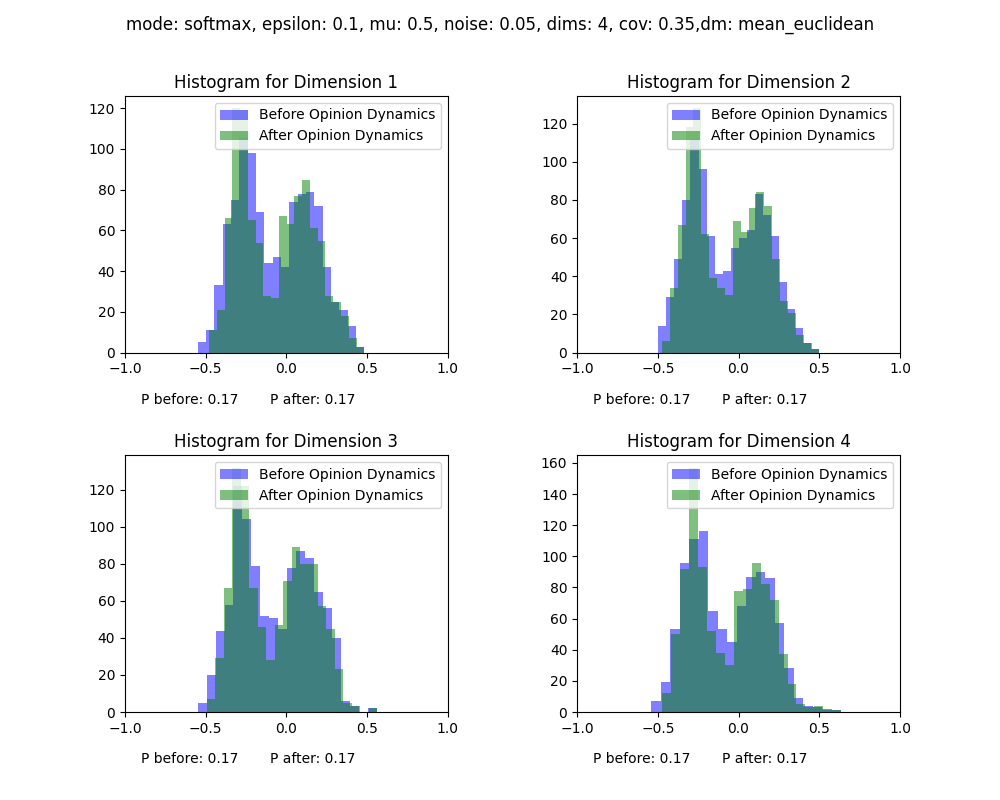 mode: softmax, epsilon: 0.1, mu: 0.5, noise: 0.05, dims: 4, cov: 0.35,dm: mean_euclidean
Histogram for Dimension 1
Before Opinion Dynamics
After Opinion Dynamics
120
100
80
60
40
20
0
−1.0 −0.5 0.0 0.5 1.0
P before: 0.17 P after: 0.17
Histogram for Dimension 2
Before Opinion Dynamics
After Opinion Dynamics
120
100
80
60
40
20
0
−1.0 −0.5 0.0 0.5 1.0
P before: 0.17 P after: 0.17
Histogram for Dimension 3
Before Opinion Dynamics
After Opinion Dynamics
120
100
80
60
40
20
0
−1.0 −0.5 0.0 0.5 1.0
P before: 0.17 P after: 0.17
Histogram for Dimension 4
Before Opinion Dynamics
After Opinion Dynamics
160
140
120
100
80
60
40
20
0
−1.0 −0.5 0.0 0.5 1.0
P before: 0.17 P after: 0.17